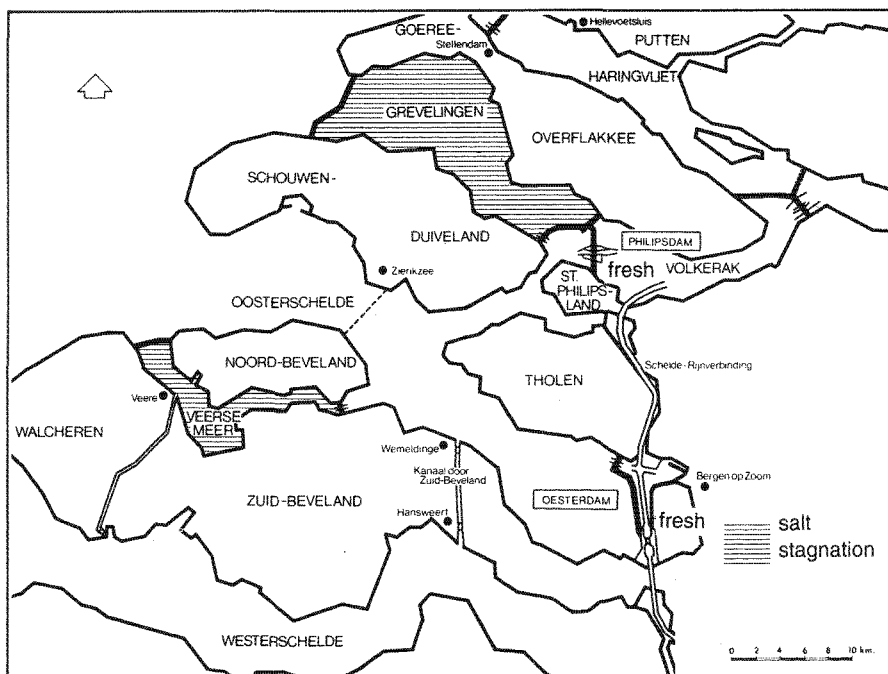 GOEREE-
Hellevoetsluis
PUTTEN
Stellendam
HARINGVLIET
GREVELINGEN
OVERFLAKKEE
SCHOUWEN-
DUIVELAND
PHILIPSDAM
Zierikzee
fresh
VOLKERAK
ST.
PHILIPS-
LAND
OOSTERSCHELDE
NOORD-BEVELAND
Schelde-Rijnverbinding
THOLEN
Veere
VEERSE
MEER
WALCHEREN
Wemeldinge
Kanaal door
Zuid-Beveland
Bergen op Zoom
ZUID-BEVELAND
OESTERDAM
Hansweert
fresh
salt
stagnation
WESTERSCHELDE
0 2 4 6 8 10 km.